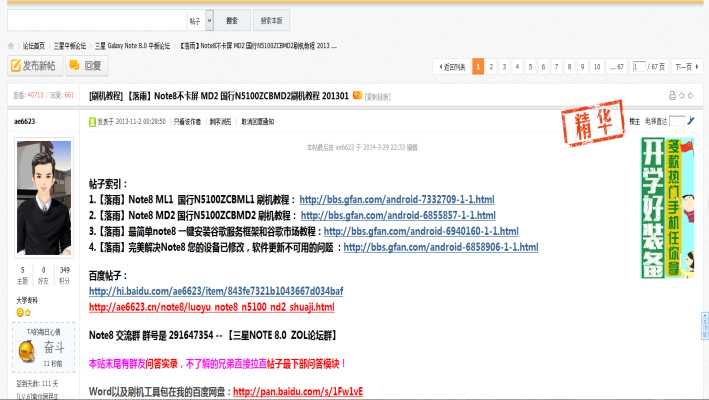 帖子 搜索 搜索本版
论坛首页 三星平板论坛 三星 Galaxy Note 8.0 平板论坛 【落雨】Note8不卡屏 MD2 国行N5100ZCBMD2刷机教程 2013 ...
发布新帖 回复 返回列表 1 2 3 4 5 6 7 8 9 10 ... 67 1 / 67 页 下一页
查看: 40713 回复: 661 [刷机教程] 【落雨】Note8不卡屏 MD2 国行N5100ZCBMD2刷机教程 201301 [复制链接]
ae6623 发表于 2013-11-2 00:28:50 只看该作者 倒序浏览 取消回复通知 楼主 电梯直达
精华
本帖最后由 ae6623 于 2014-3-29 22:33 编辑
开学好装备
多款热门手机任你拿
帖子索引：
1.【落雨】Note8 ML1 国行N5100ZCBML1 刷机教程： http://bbs.gfan.com/android-7332709-1-1.html
2.【落雨】Note8 MD2 国行N5100ZCBMD2 刷机教程： http://bbs.gfan.com/android-6855857-1-1.html
3.【落雨】最简单note8 一键安装谷歌服务框架和谷歌市场教程：http://bbs.gfan.com/android-6940160-1-1.html
4.【落雨】完美解决Note8 您的设备已修改，软件更新不可用的问题 ：http://bbs.gfan.com/android-6858906-1-1.html
5 0 349
主题 好友 积分
大学专科
百度帖子：
http://hi.baidu.com/ae6623/item/843fe7321b1043667d034baf
http://ae6623.cn/note8/luoyu_note8_n5100_nd2_shuaji.html
TA的每日心情
奋斗
11 秒前
Note8 交流群 群号是 291647354 -- 【三星NOTE 8.0 ZOL论坛群】
本贴末尾有群友问答实录，不了解的兄弟直接拉直帖子最下部问答模块！
签到天数: 111 天
Word以及刷机工具包在我的百度网盘：http://pan.baidu.com/s/1Fw1vE